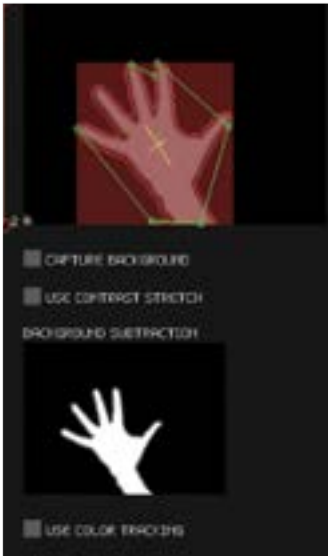 CAPTURE BACKGROUND
USE CONTRAST STRETCH
BACKGROUND SUBTRACTION
USE COLOR TRACKING